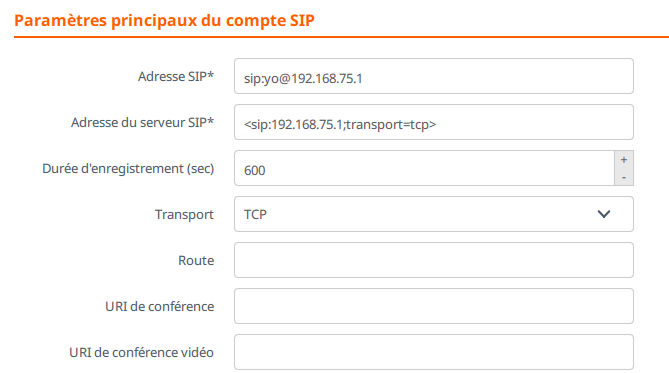 Paramètres principaux du compte SIP
Adresse SIP* sip:yo@192.168.75.1
Adresse du serveur SIP* <sip:192.168.75.1;transport=tcp>
Durée d'enregistrement (sec) 600 + -
Transport TCP
Route
URI de conférence
URI de conférence vidéo